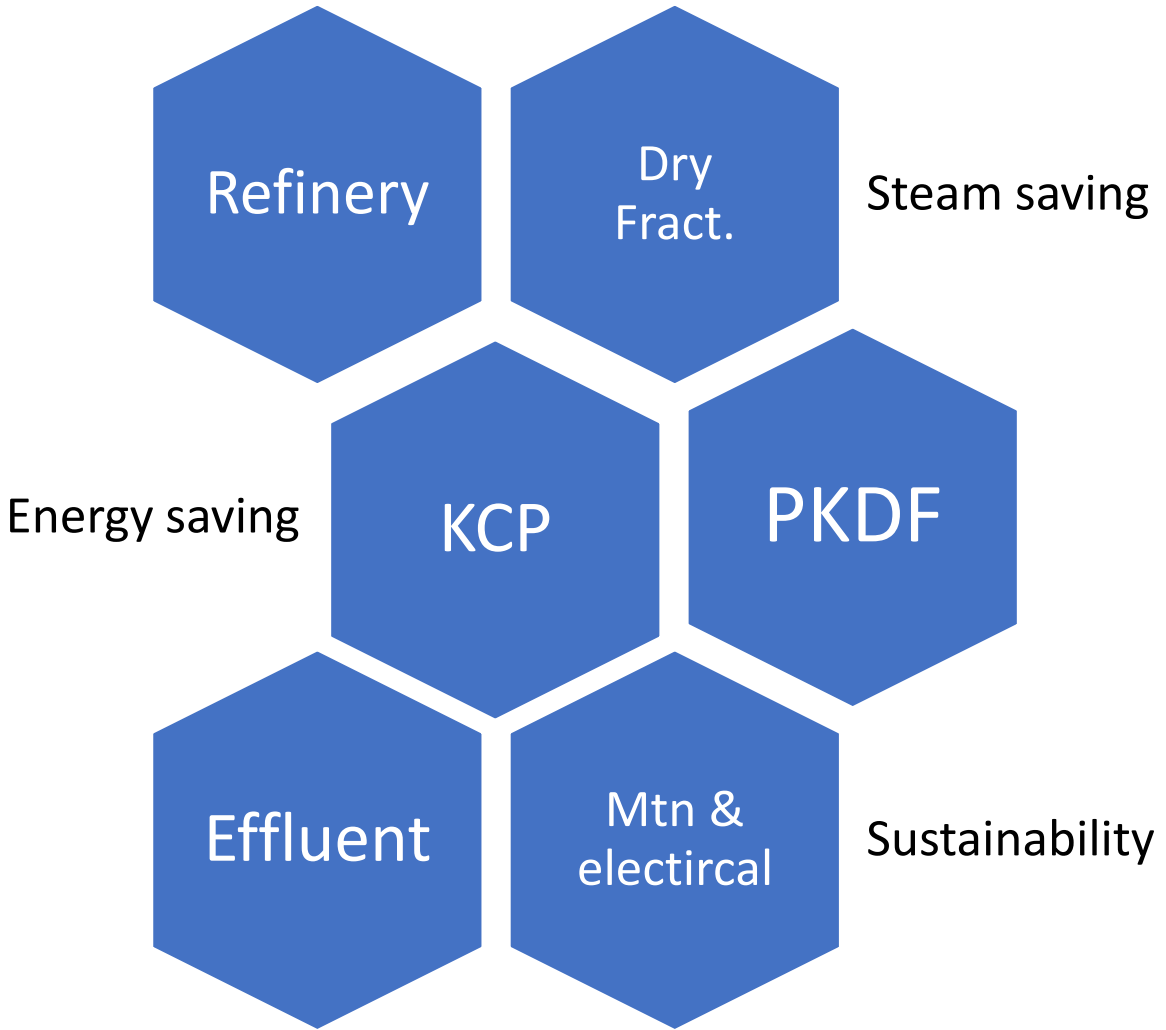 Refinery
Dry
Fract.
Steam saving
Energy saving
KCP
PKDF
Effluent
Mtn &
electircal
Sustainability